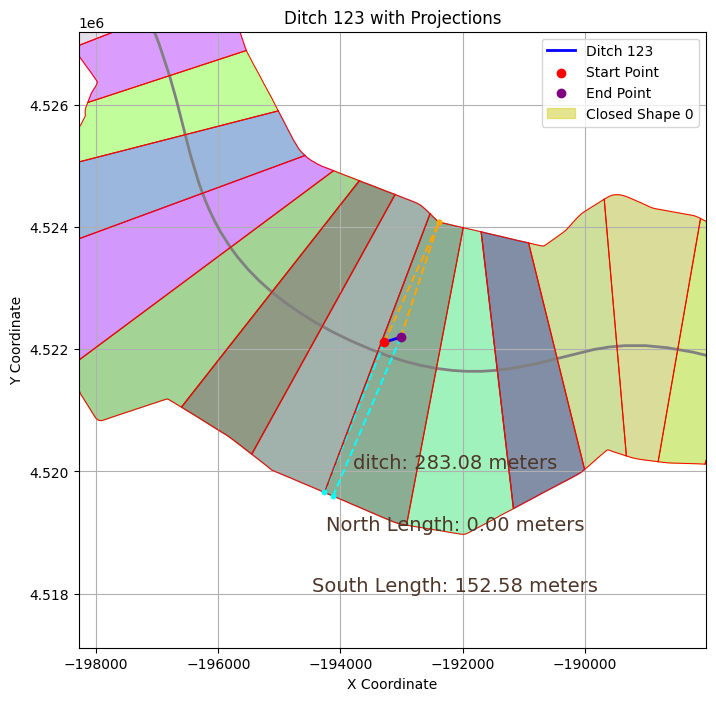 Ditch 123 with Projections
1e6
Ditch 123
Start Point
End Point
Closed Shape 0
4.526
4.524
4.522
4.520
4.518
Y Coordinate
ditch: 283.08 meters
North Length: 0.00 meters
South Length: 152.58 meters
−198000
−196000
−194000
−192000
−190000
X Coordinate